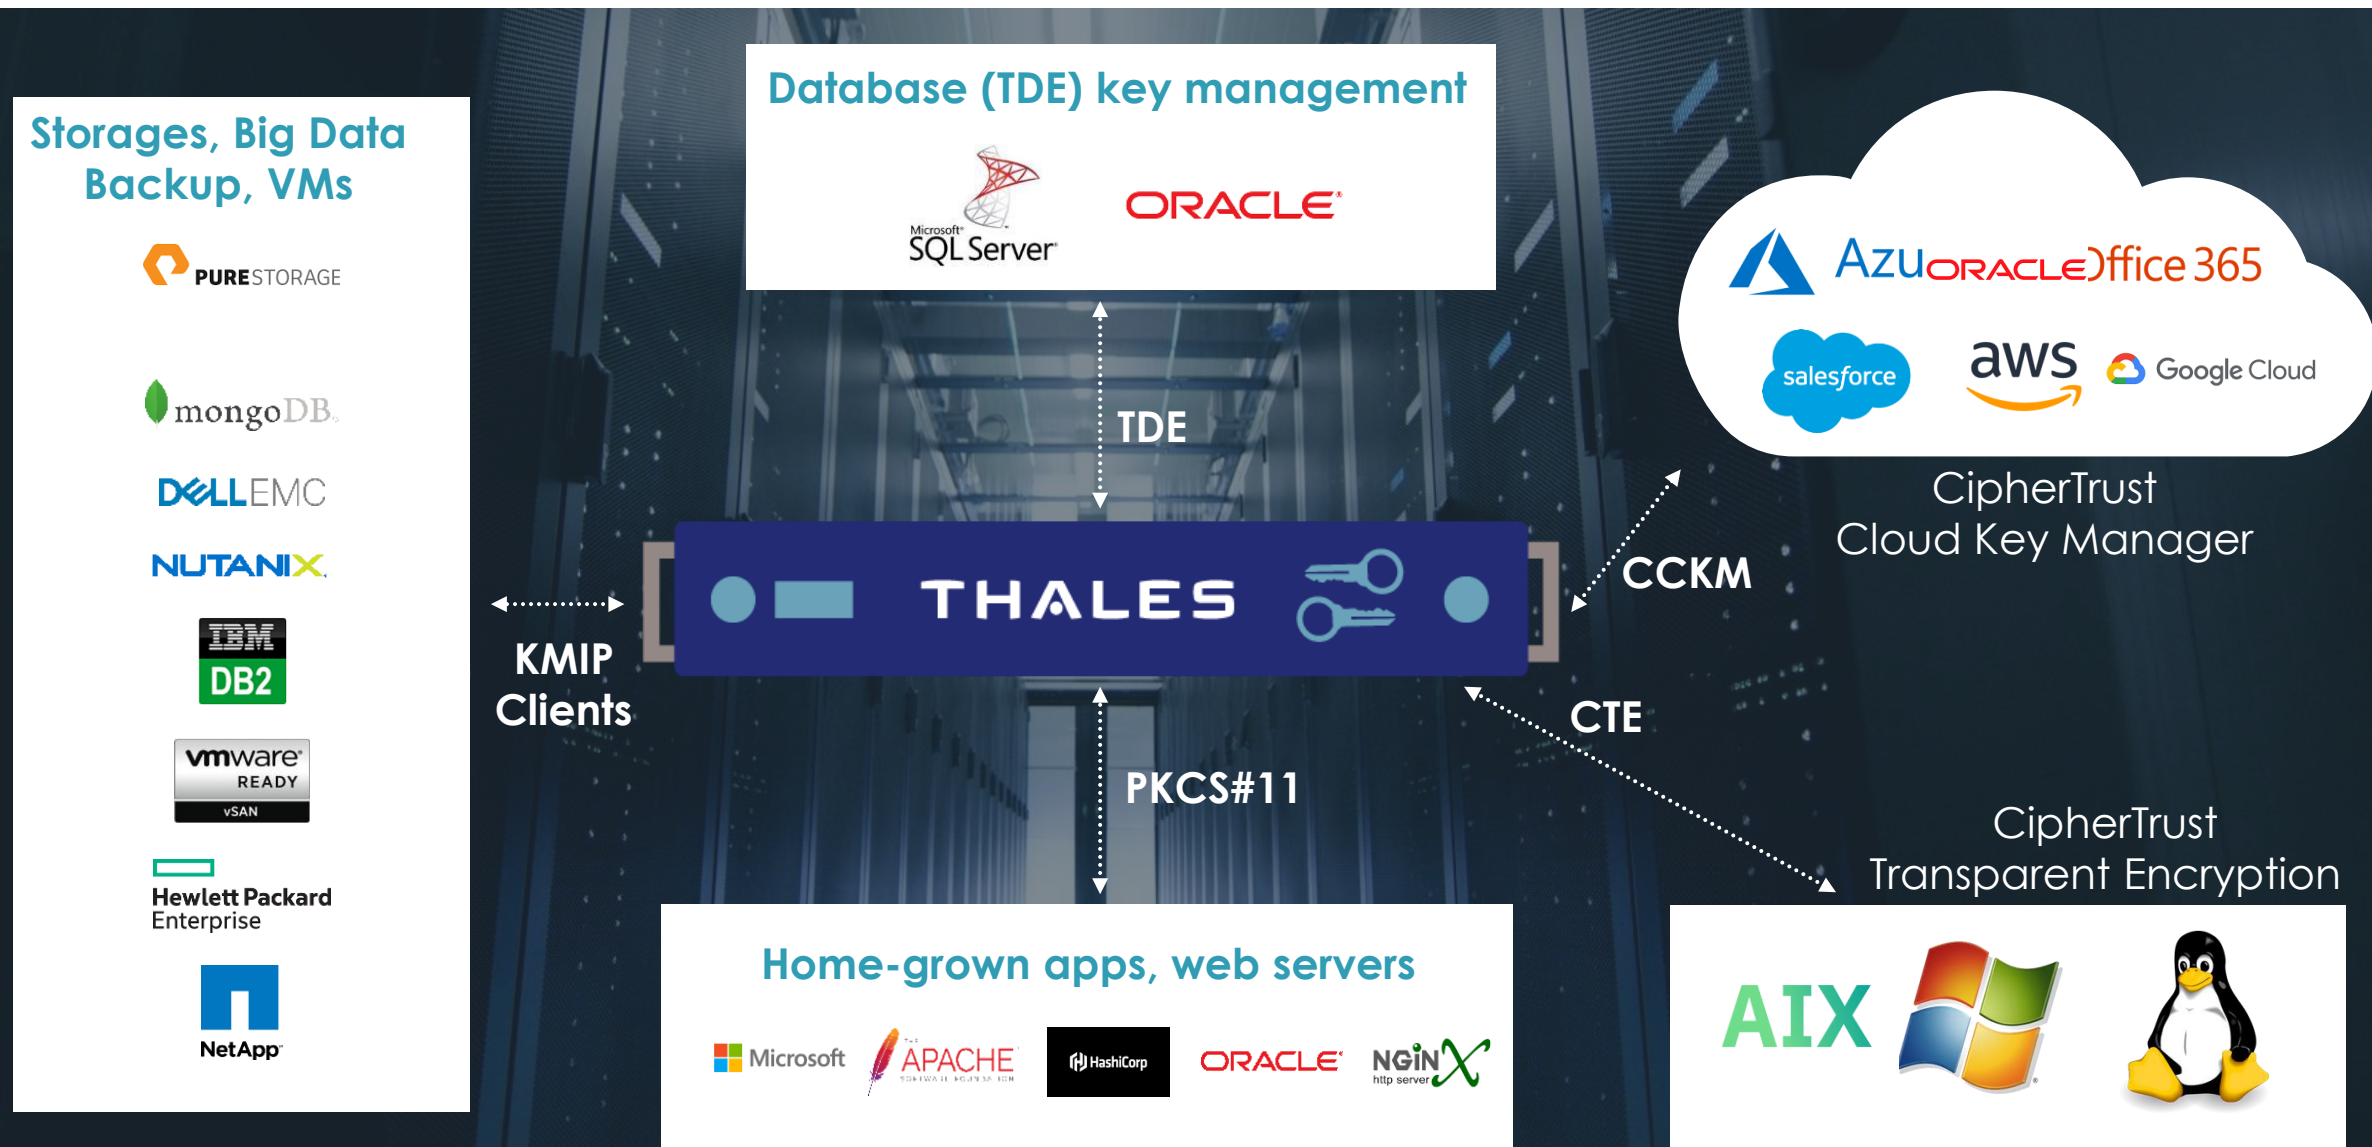 Database (TDE) key management
Microsoft®
SQL Server®
ORACLE®
Storages, Big Data
Backup, VMs
PURESTORAGE
mongoDB
DELLEMC
NUTANIX
IBM
DB2
vmware®
READY
vSAN
Hewlett Packard
Enterprise
NetApp
KMIP
Clients
TDE
THALES
PKCS#11
CCKM
CTE
Azu ORACLE Office 365
salesforce
aws
Google Cloud
CipherTrust
Cloud Key Manager
CipherTrust
Transparent Encryption
AIX
Home-grown apps, web servers
Microsoft
THE
APACHE
SOFTWARE FOUNDATION
HashiCorp
ORACLE®
NGiNX
http server